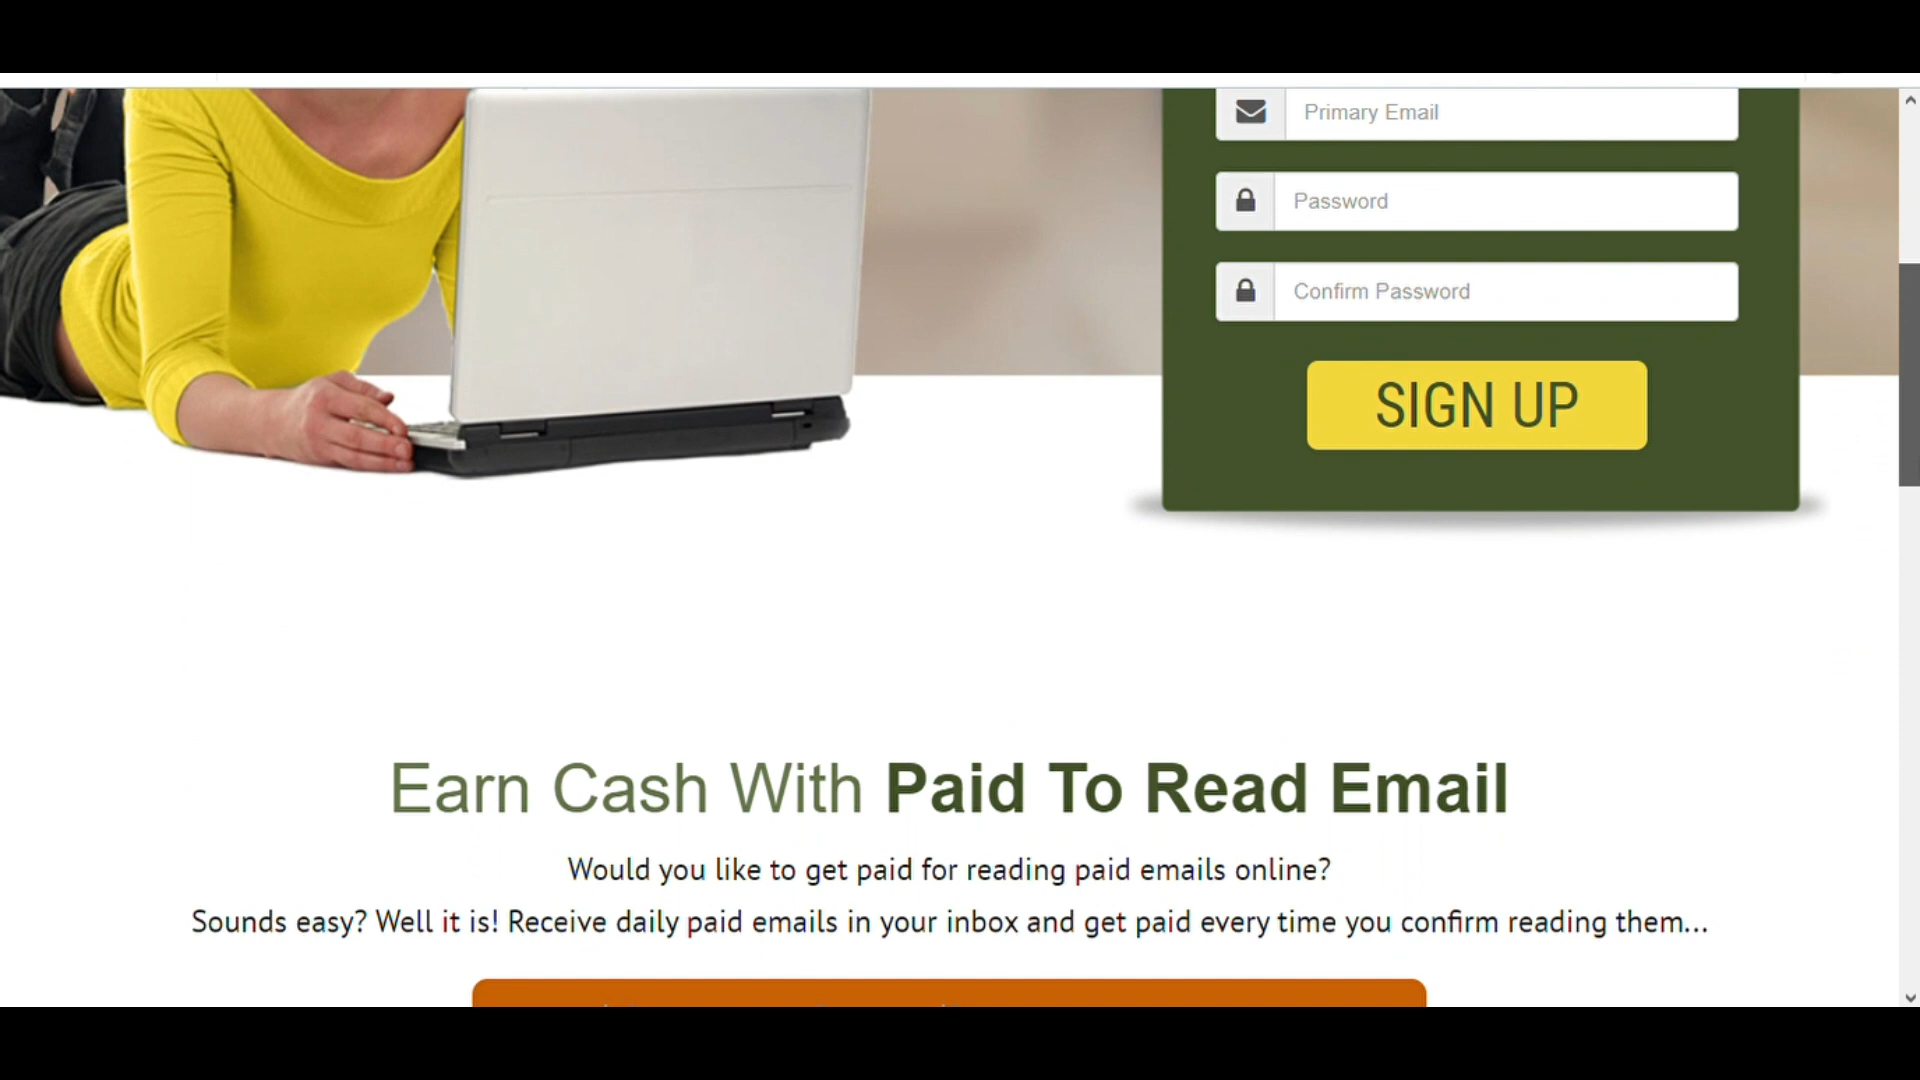 Primary Email
Password
Confirm Password
SIGN UP
Earn Cash With Paid To Read Email
Would you like to get paid for reading paid emails online?
Sounds easy? Well it is! Receive daily paid emails in your inbox and get paid every time you confirm reading them...